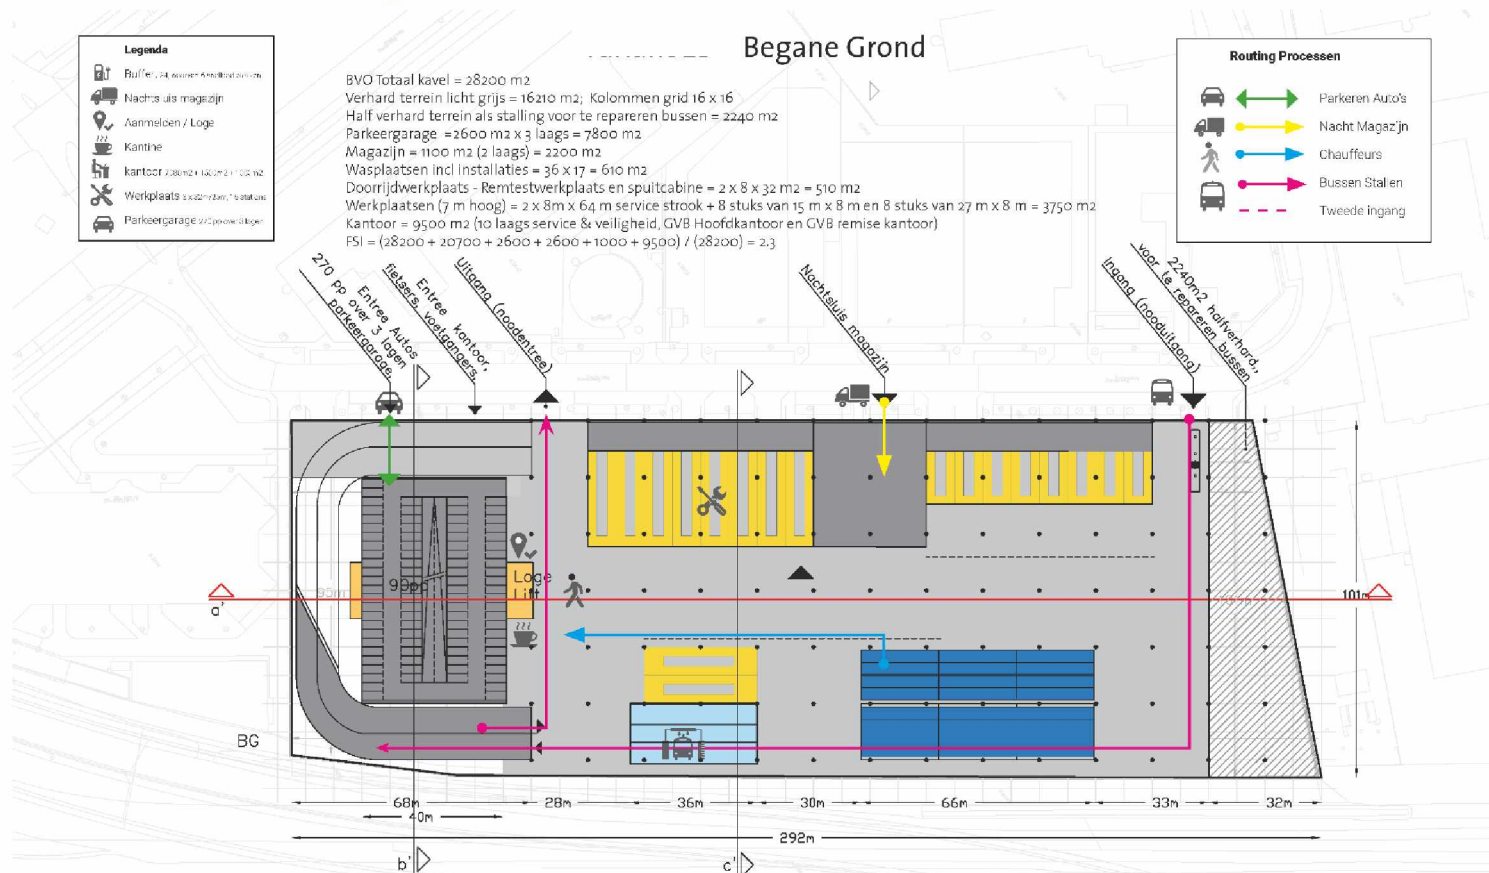 Begane Grond
Legenda
Buffer,
Nachts uis magazijn
Aanmelden / Loge
Kantine
kantoor
Werkplaats
Parkeergarage 270 pp over 3 lagen
BVO Totaal kavel = 28200 m2
Verhard terrein licht grijs = 16210 m2; Kolommen grid 16 x 16
Half verhard terrein als stalling voor te repareren bussen = 2240 m2
Parkeergarage =2600 m2 x 3 laags = 7800 m2
Magazijn = 1100 m2 (2 laags) = 2200 m2
Wasplaatsen incl installaties = 36 x 17 = 610 m2
Doorrijdwerkplaats - Remtestwerkplaats en spuitcabine = 2 x 8 x 32 m2 = 510 m2
Werkplaatsen (7 m hoog) = 2 x 8m x 64 m service strook + 8 stuks van 15 m x 8 m en 8 stuks van 27 m x 8 m = 3750 m2
Kantoor = 9500 m2 (10 laags service & veiligheid, GVB Hoofdkantoor en GVB remise kantoor)
FSI = (28200 + 20700 + 2600 + 2600 + 1000 + 9500) / (28200) = 2.3
Routing Processen
Parkeren Auto's
Nacht Magazijn
Chauffeurs
Bussen Stallen
Tweede ingang
Entree Autos
270 pp over 3 lagen
parkeergarage,
Entree kantoor,
fietsers, voetgangers,
Uitgang (noodentree)
Nachtsluis magazijn
Ingang (nooduitgang)
2240m2 halfverhard,,
voor te repareren bussen
90pp
Loge
Lift
a'
101m
BG
68m
28m
36m
30m
66m
33m
32m
40m
292m
b'
c'